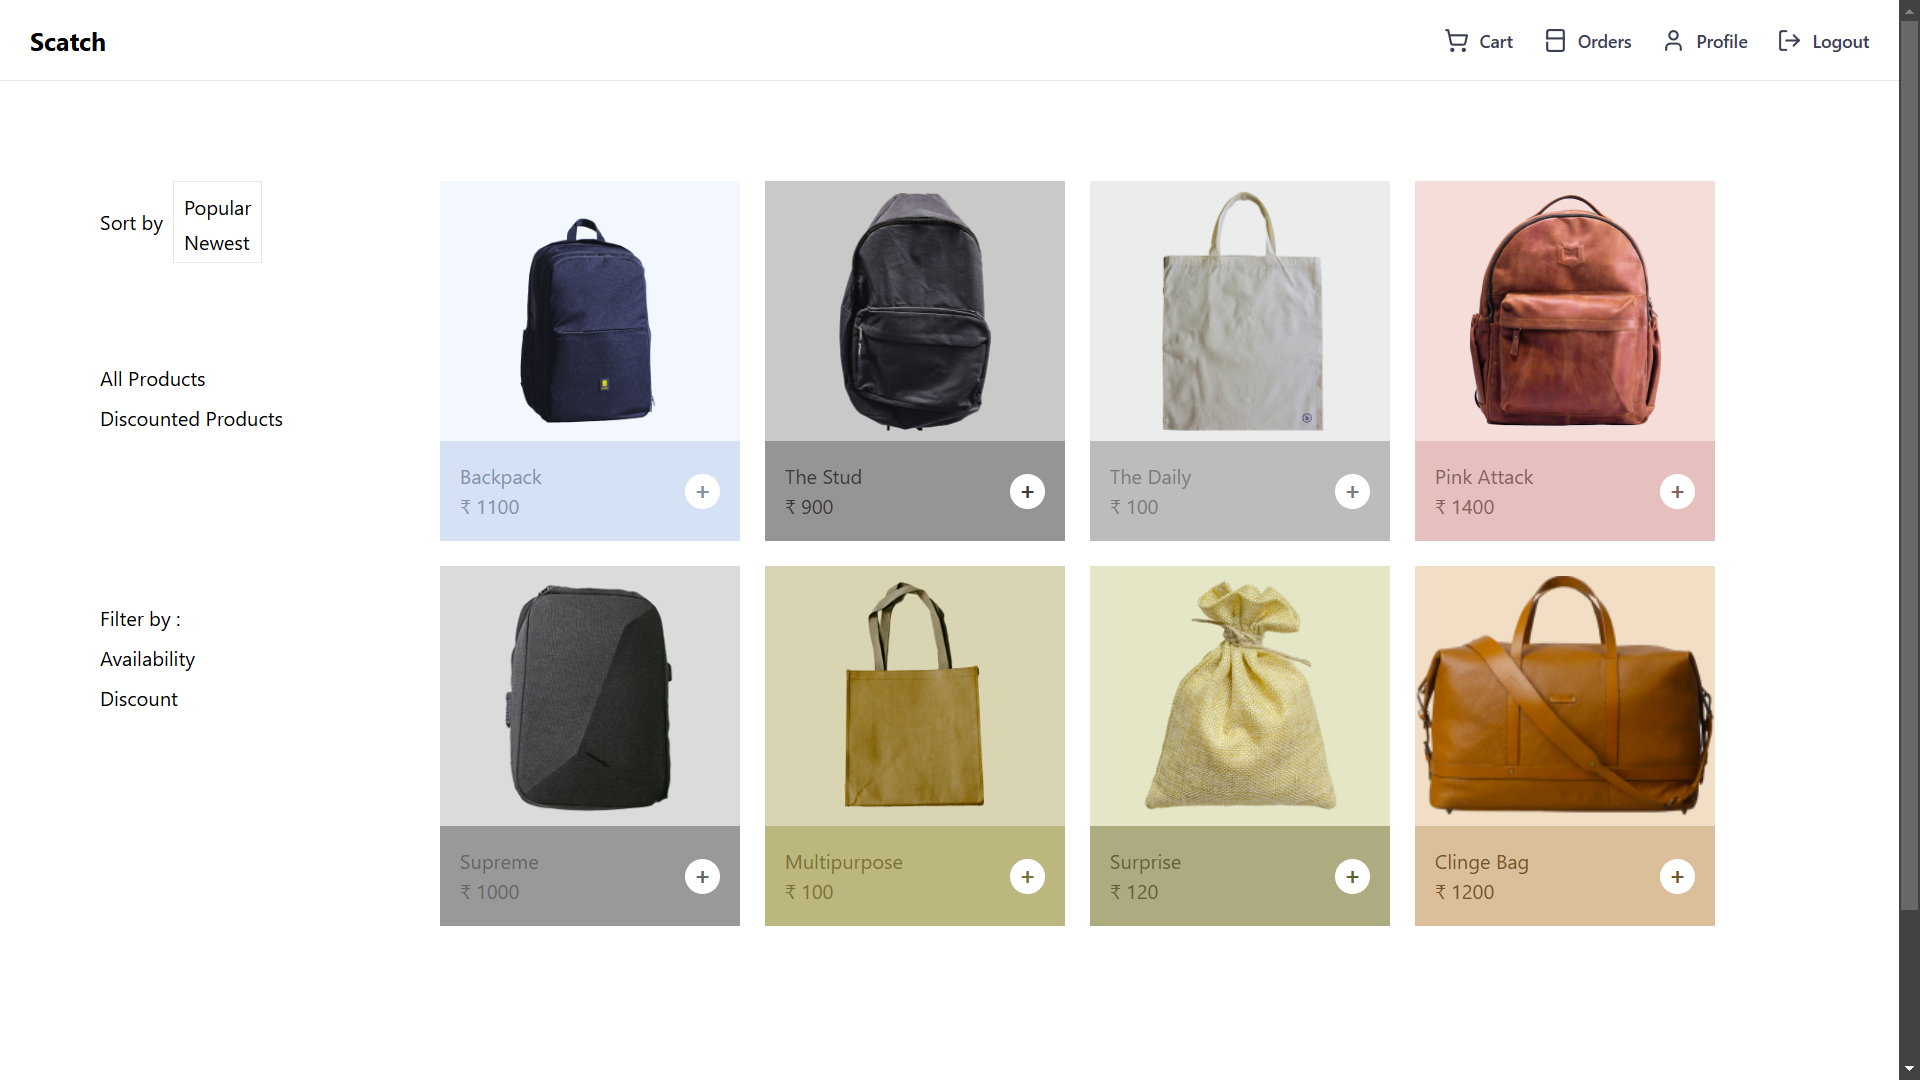 Scatch
Cart
Orders
Profile
Logout
Sort by
Popular
Newest
All Products
Discounted Products
Filter by :
Availability
Discount
Backpack
₹ 1100
+
The Stud
₹ 900
+
The Daily
₹ 100
+
Pink Attack
₹ 1400
+
Supreme
₹ 1000
+
Multipurpose
₹ 100
+
Surprise
₹ 120
+
Clinge Bag
₹ 1200
+